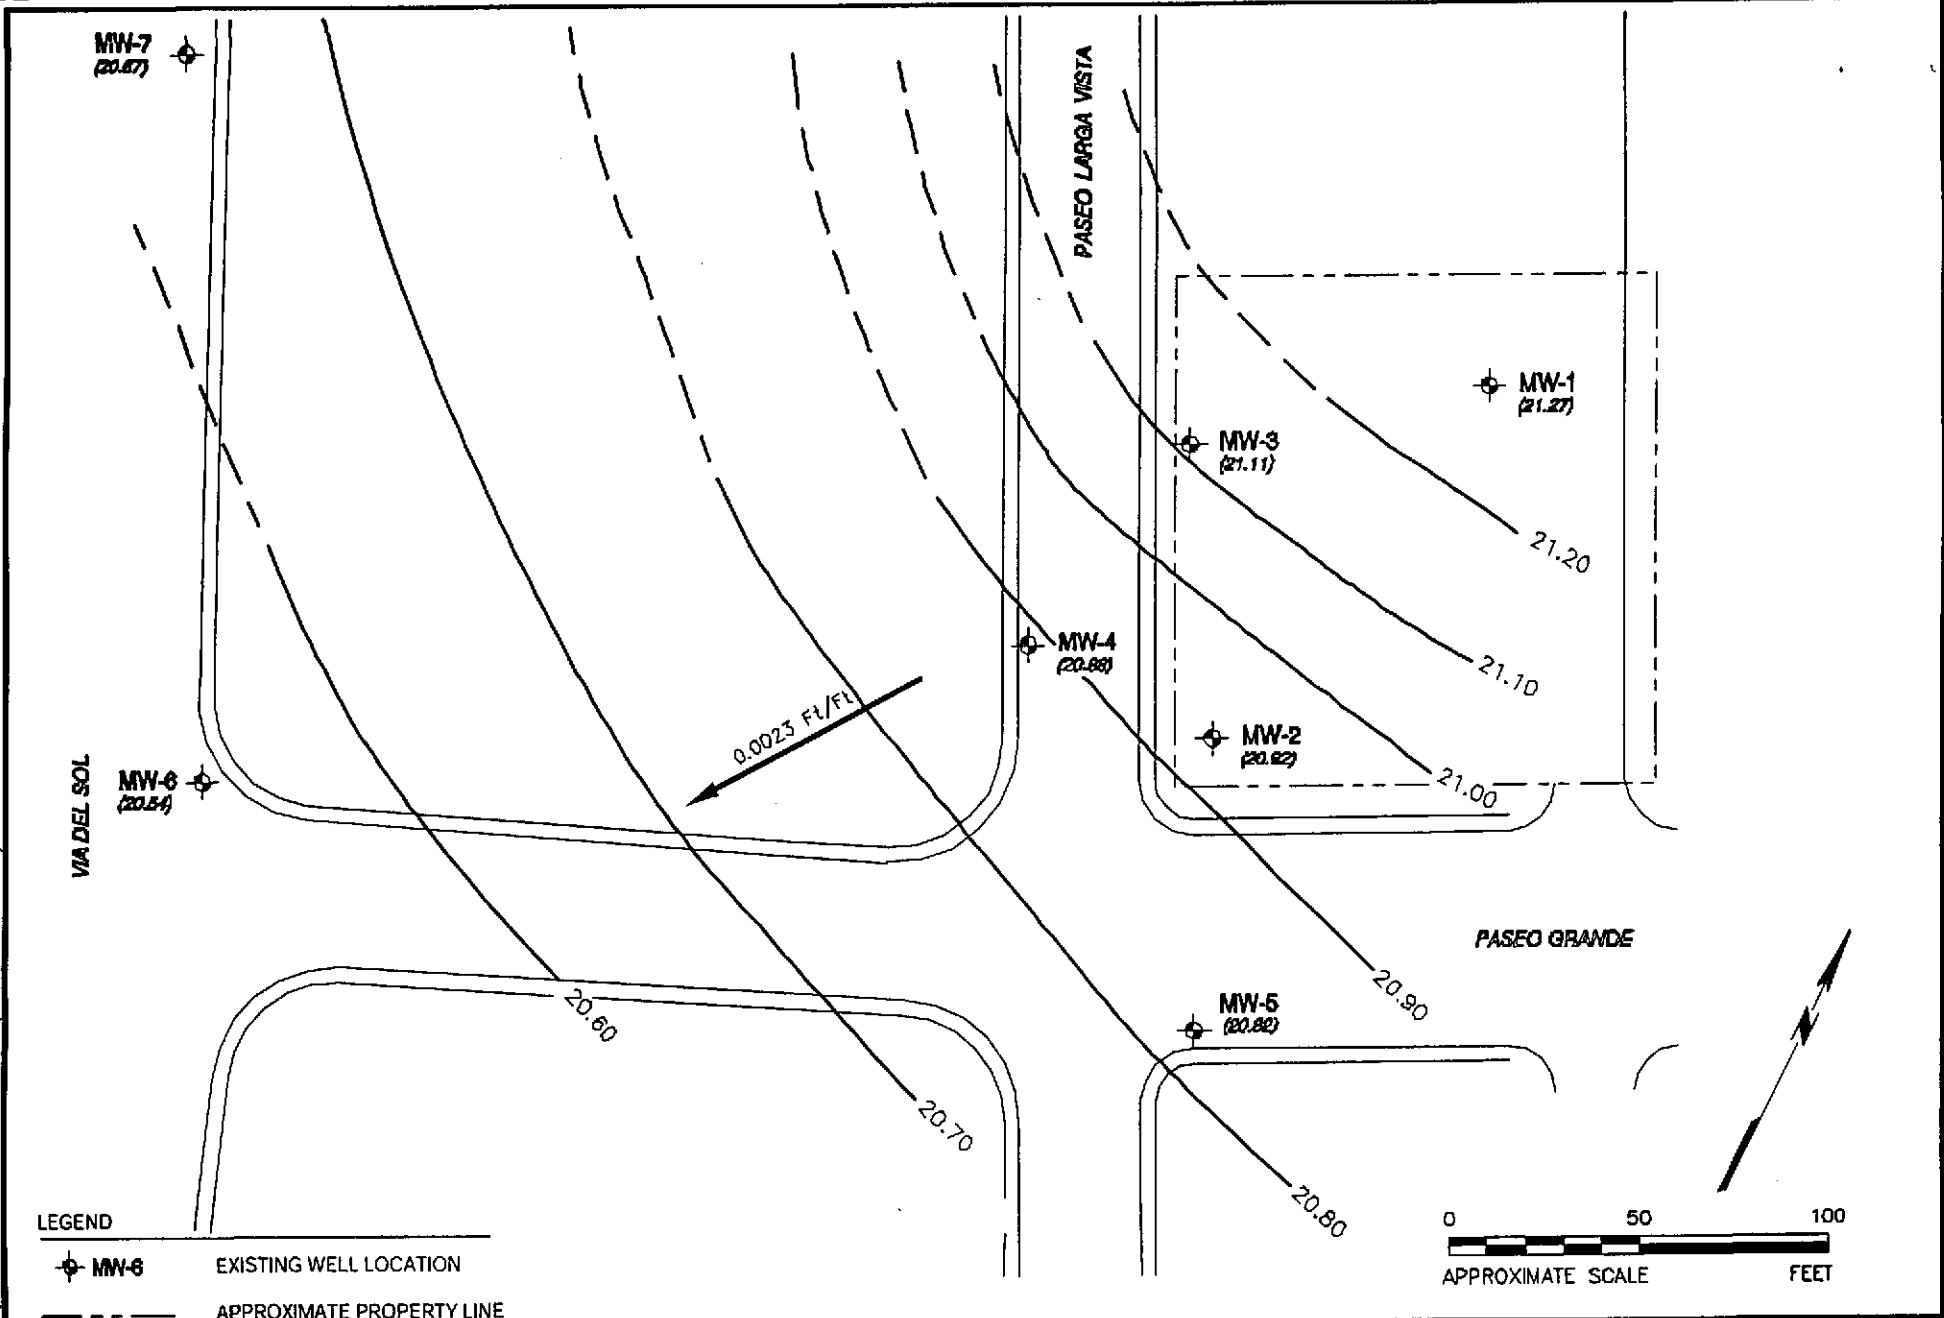 MW-7
(20.67)
PASEO LARGA VISTA
MW-1
(21.27)
MW-3
(21.11)
21.20
MW-4
(20.88)
21.10
0.0023 Ft/Ft
MW-2
(20.92)
21.00
VIA DEL SOL
MW-6
(20.54)
PASEO GRANDE
20.90
MW-5
(20.82)
20.60
20.70
20.80
LEGEND
MW-6 EXISTING WELL LOCATION
APPROXIMATE PROPERTY LINE
0 50 100
APPROXIMATE SCALE FEET